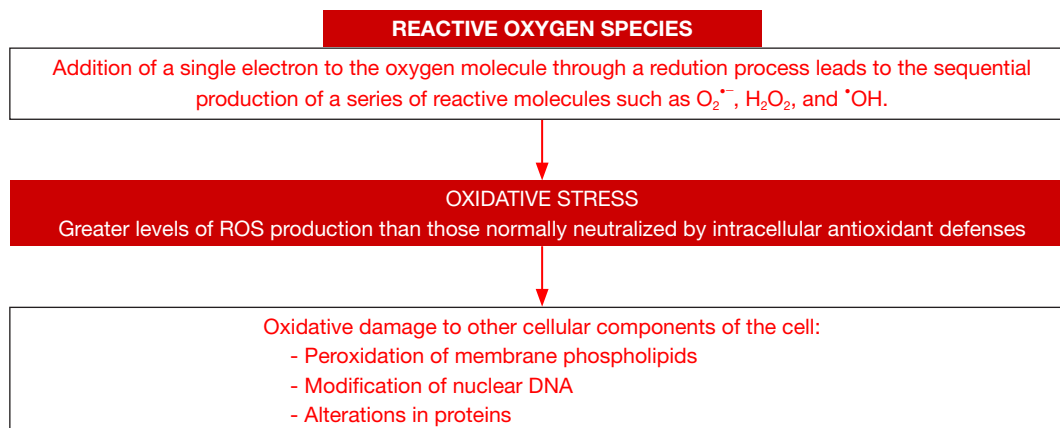 REACTIVE OXYGEN SPECIES
Addition of a single electron to the oxygen molecule through a redution process leads to the sequential
production of a series of reactive molecules such as O₂•⁻, H₂O₂, and •OH.
OXIDATIVE STRESS
Greater levels of ROS production than those normally neutralized by intracellular antioxidant defenses
Oxidative damage to other cellular components of the cell:
- Peroxidation of membrane phospholipids
- Modification of nuclear DNA
- Alterations in proteins